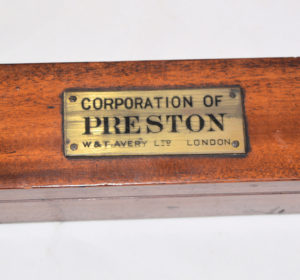 CORPORATION OF
PRESTON
W & T. AVERY LTD LONDON.